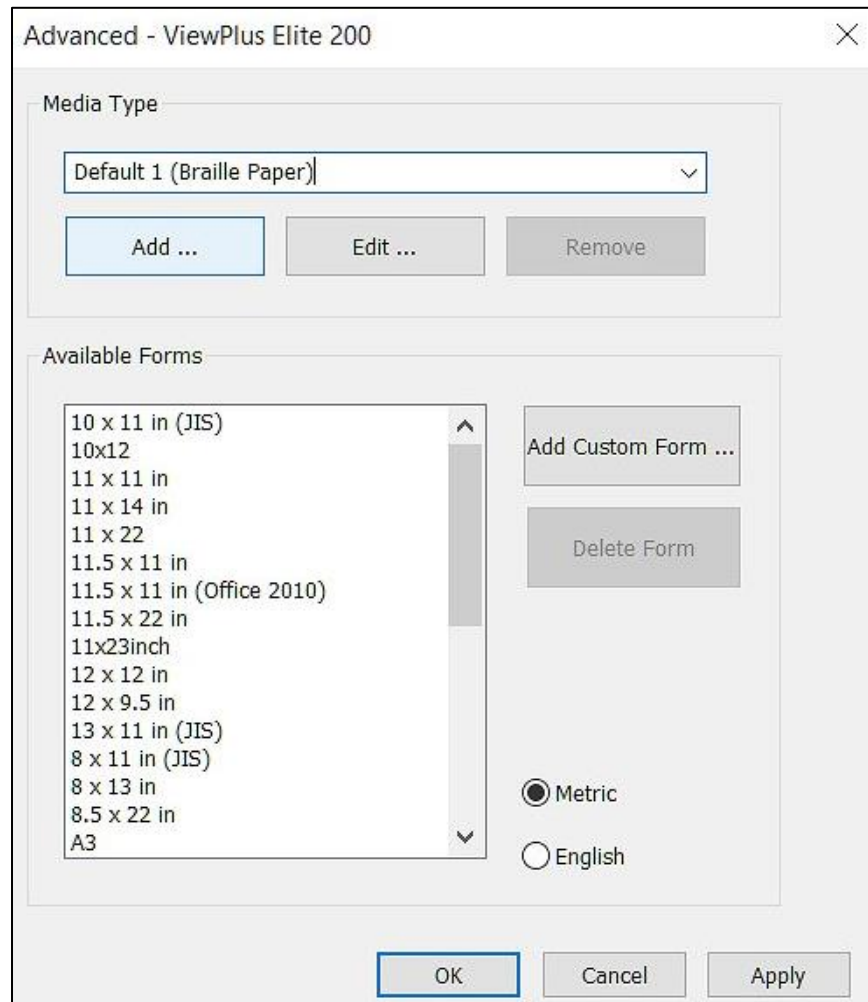 Advanced - ViewPlus Elite 200
Media Type
Default 1 (Braille Paper)
Add ...
Edit ...
Remove
Available Forms
10 x 11 in (JIS)
10x12
11 x 11 in
11 x 14 in
11 x 22
11.5 x 11 in
11.5 x 11 in (Office 2010)
11.5 x 22 in
11x23inch
12 x 12 in
12 x 9.5 in
13 x 11 in (JIS)
8 x 11 in (JIS)
8 x 13 in
8.5 x 22 in
A3
Add Custom Form ...
Delete Form
Metric
English
OK
Cancel
Apply